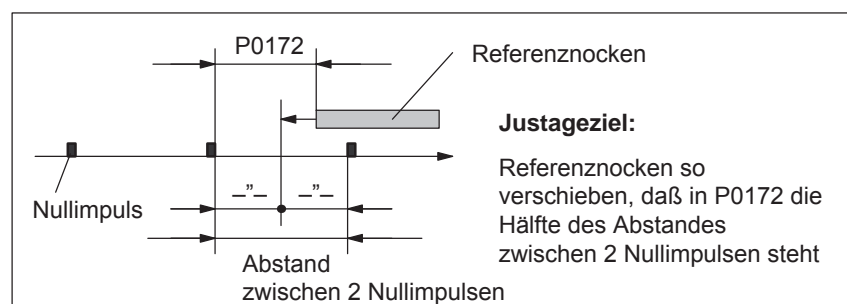 P0172
Referenznocken
Justageziel:
Referenznocken so
verschieben, daß in P0172 die
Hälfte des Abstandes
zwischen 2 Nullimpulsen steht
Nullimpuls
_”_ _”_
Abstand
zwischen 2 Nullimpulsen